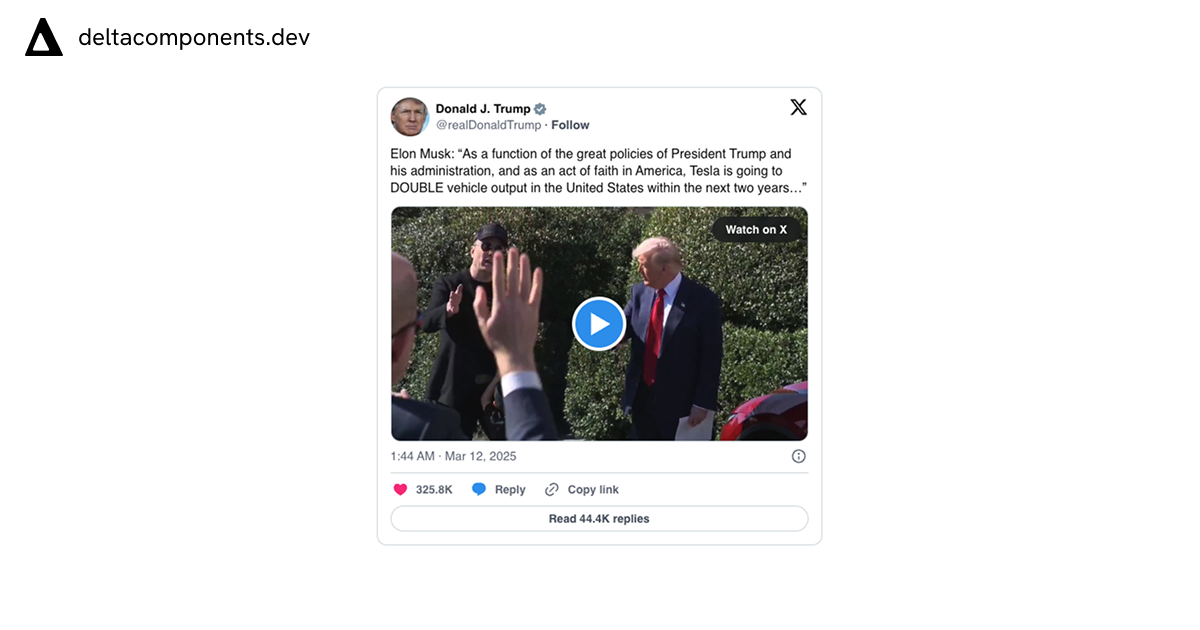 deltacomponents.dev
Donald J. Trump
@realDonaldTrump · Follow
Elon Musk: “As a function of the great policies of President Trump and
his administration, and as an act of faith in America, Tesla is going to
DOUBLE vehicle output in the United States within the next two years…”
Watch on X
1:44 AM · Mar 12, 2025
325.8K Reply Copy link
Read 44.4K replies